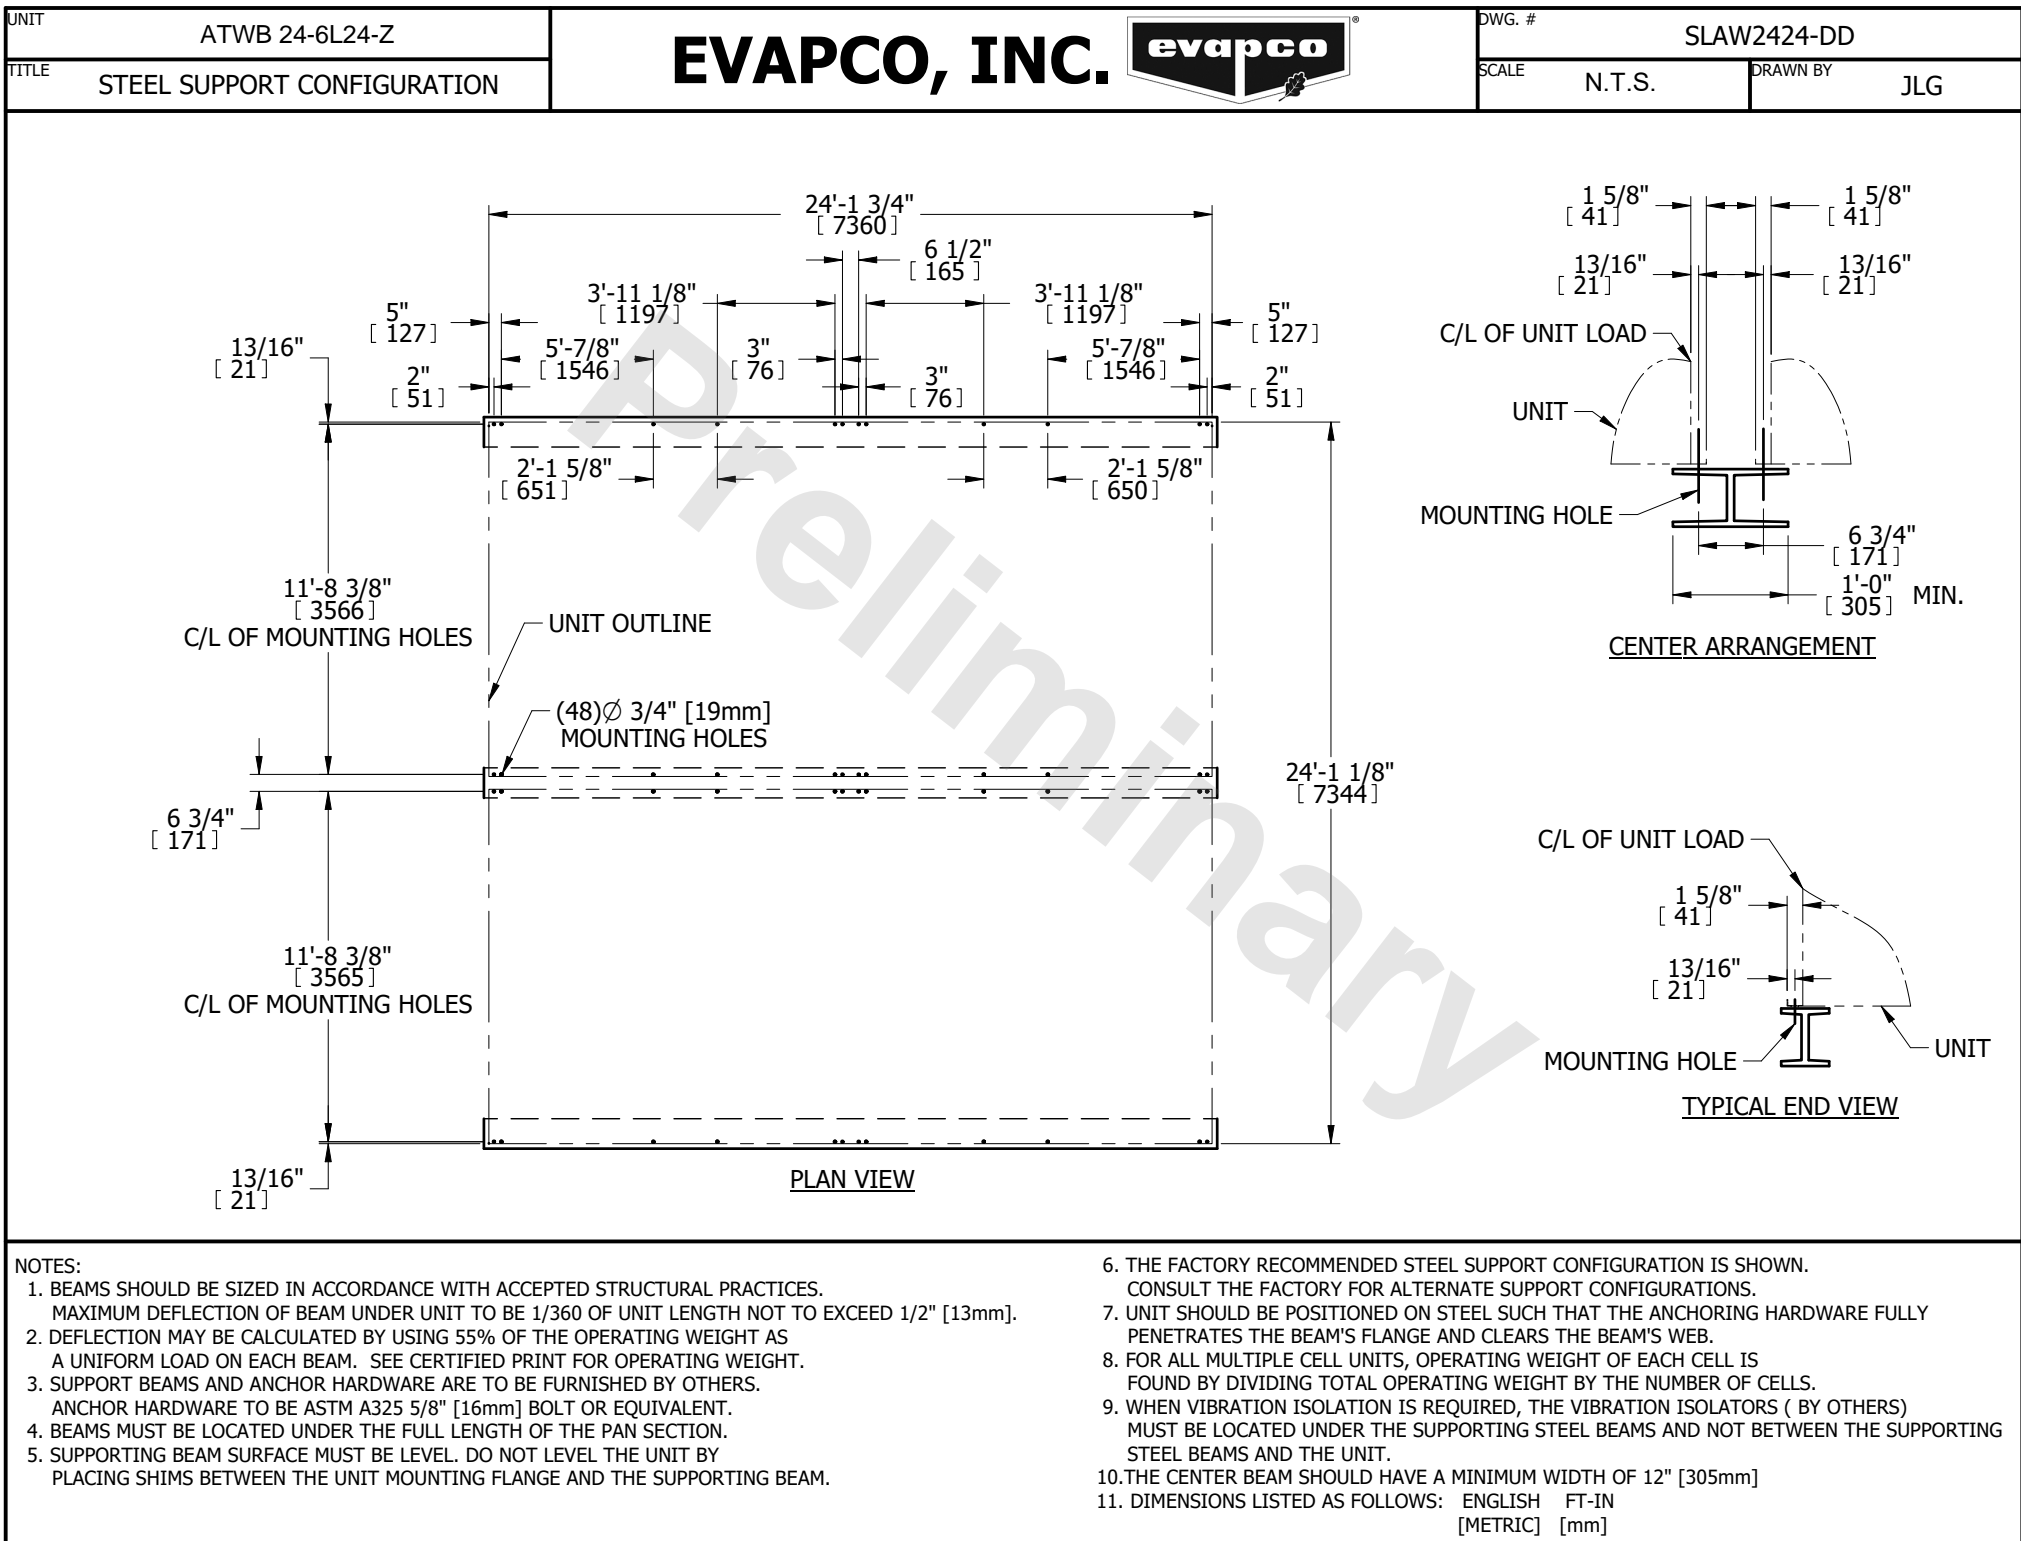 UNIT
ATWB 24-6L24-Z
TITLE
STEEL SUPPORT CONFIGURATION
EVAPCO, INC.
evapco
®
DWG. #
SLAW2424-DD
SCALE
N.T.S.
DRAWN BY
JLG
24'-1 3/4"
[ 7360 ]
6 1/2"
[ 165 ]
3'-11 1/8"
[ 1197 ]
3'-11 1/8"
[ 1197 ]
5"
[ 127 ]
5"
[ 127 ]
13/16"
[ 21 ]
5'-7/8"
[ 1546 ]
3"
[ 76 ]
5'-7/8"
[ 1546 ]
2"
[ 51 ]
3"
[ 76 ]
2"
[ 51 ]
2'-1 5/8"
[ 651 ]
2'-1 5/8"
[ 650 ]
11'-8 3/8"
[ 3566 ]
C/L OF MOUNTING HOLES
UNIT OUTLINE
(48)Ø 3/4" [19mm]
MOUNTING HOLES
6 3/4"
[ 171 ]
24'-1 1/8"
[ 7344 ]
11'-8 3/8"
[ 3565 ]
C/L OF MOUNTING HOLES
13/16"
[ 21 ]
PLAN VIEW
Preliminary
1 5/8"
[ 41 ]
1 5/8"
[ 41 ]
13/16"
[ 21 ]
13/16"
[ 21 ]
C/L OF UNIT LOAD
UNIT
MOUNTING HOLE
6 3/4"
[ 171 ]
1'-0"
[ 305 ] MIN.
CENTER ARRANGEMENT
C/L OF UNIT LOAD
1 5/8"
[ 41 ]
13/16"
[ 21 ]
MOUNTING HOLE
UNIT
TYPICAL END VIEW
NOTES:
1. BEAMS SHOULD BE SIZED IN ACCORDANCE WITH ACCEPTED STRUCTURAL PRACTICES.
MAXIMUM DEFLECTION OF BEAM UNDER UNIT TO BE 1/360 OF UNIT LENGTH NOT TO EXCEED 1/2" [13mm].
2. DEFLECTION MAY BE CALCULATED BY USING 55% OF THE OPERATING WEIGHT AS
A UNIFORM LOAD ON EACH BEAM. SEE CERTIFIED PRINT FOR OPERATING WEIGHT.
3. SUPPORT BEAMS AND ANCHOR HARDWARE ARE TO BE FURNISHED BY OTHERS.
ANCHOR HARDWARE TO BE ASTM A325 5/8" [16mm] BOLT OR EQUIVALENT.
4. BEAMS MUST BE LOCATED UNDER THE FULL LENGTH OF THE PAN SECTION.
5. SUPPORTING BEAM SURFACE MUST BE LEVEL. DO NOT LEVEL THE UNIT BY
PLACING SHIMS BETWEEN THE UNIT MOUNTING FLANGE AND THE SUPPORTING BEAM.
6. THE FACTORY RECOMMENDED STEEL SUPPORT CONFIGURATION IS SHOWN.
CONSULT THE FACTORY FOR ALTERNATE SUPPORT CONFIGURATIONS.
7. UNIT SHOULD BE POSITIONED ON STEEL SUCH THAT THE ANCHORING HARDWARE FULLY
PENETRATES THE BEAM'S FLANGE AND CLEARS THE BEAM'S WEB.
8. FOR ALL MULTIPLE CELL UNITS, OPERATING WEIGHT OF EACH CELL IS
FOUND BY DIVIDING TOTAL OPERATING WEIGHT BY THE NUMBER OF CELLS.
9. WHEN VIBRATION ISOLATION IS REQUIRED, THE VIBRATION ISOLATORS ( BY OTHERS)
MUST BE LOCATED UNDER THE SUPPORTING STEEL BEAMS AND NOT BETWEEN THE SUPPORTING
STEEL BEAMS AND THE UNIT.
10.THE CENTER BEAM SHOULD HAVE A MINIMUM WIDTH OF 12" [305mm]
11. DIMENSIONS LISTED AS FOLLOWS: ENGLISH FT-IN
[METRIC] [mm]